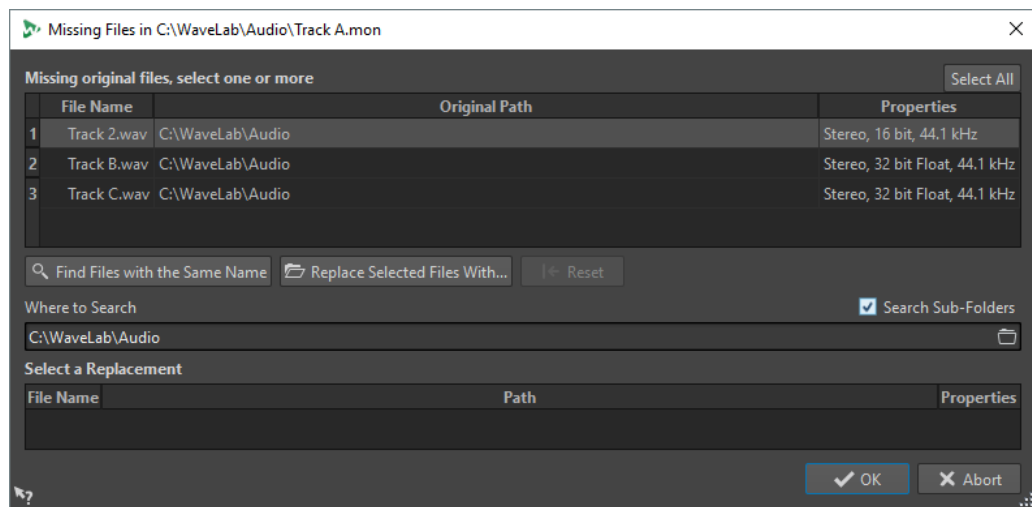 Missing Files in C:\WaveLab\Audio\Track A.mon
Missing original files, select one or more Select All
File Name Original Path Properties
1 Track 2.wav C:\WaveLab\Audio Stereo, 16 bit, 44.1 kHz
2 Track B.wav C:\WaveLab\Audio Stereo, 32 bit Float, 44.1 kHz
3 Track C.wav C:\WaveLab\Audio Stereo, 32 bit Float, 44.1 kHz
Find Files with the Same Name Replace Selected Files With... Reset
Where to Search Search Sub-Folders
C:\WaveLab\Audio
Select a Replacement
File Name Path Properties
OK Abort